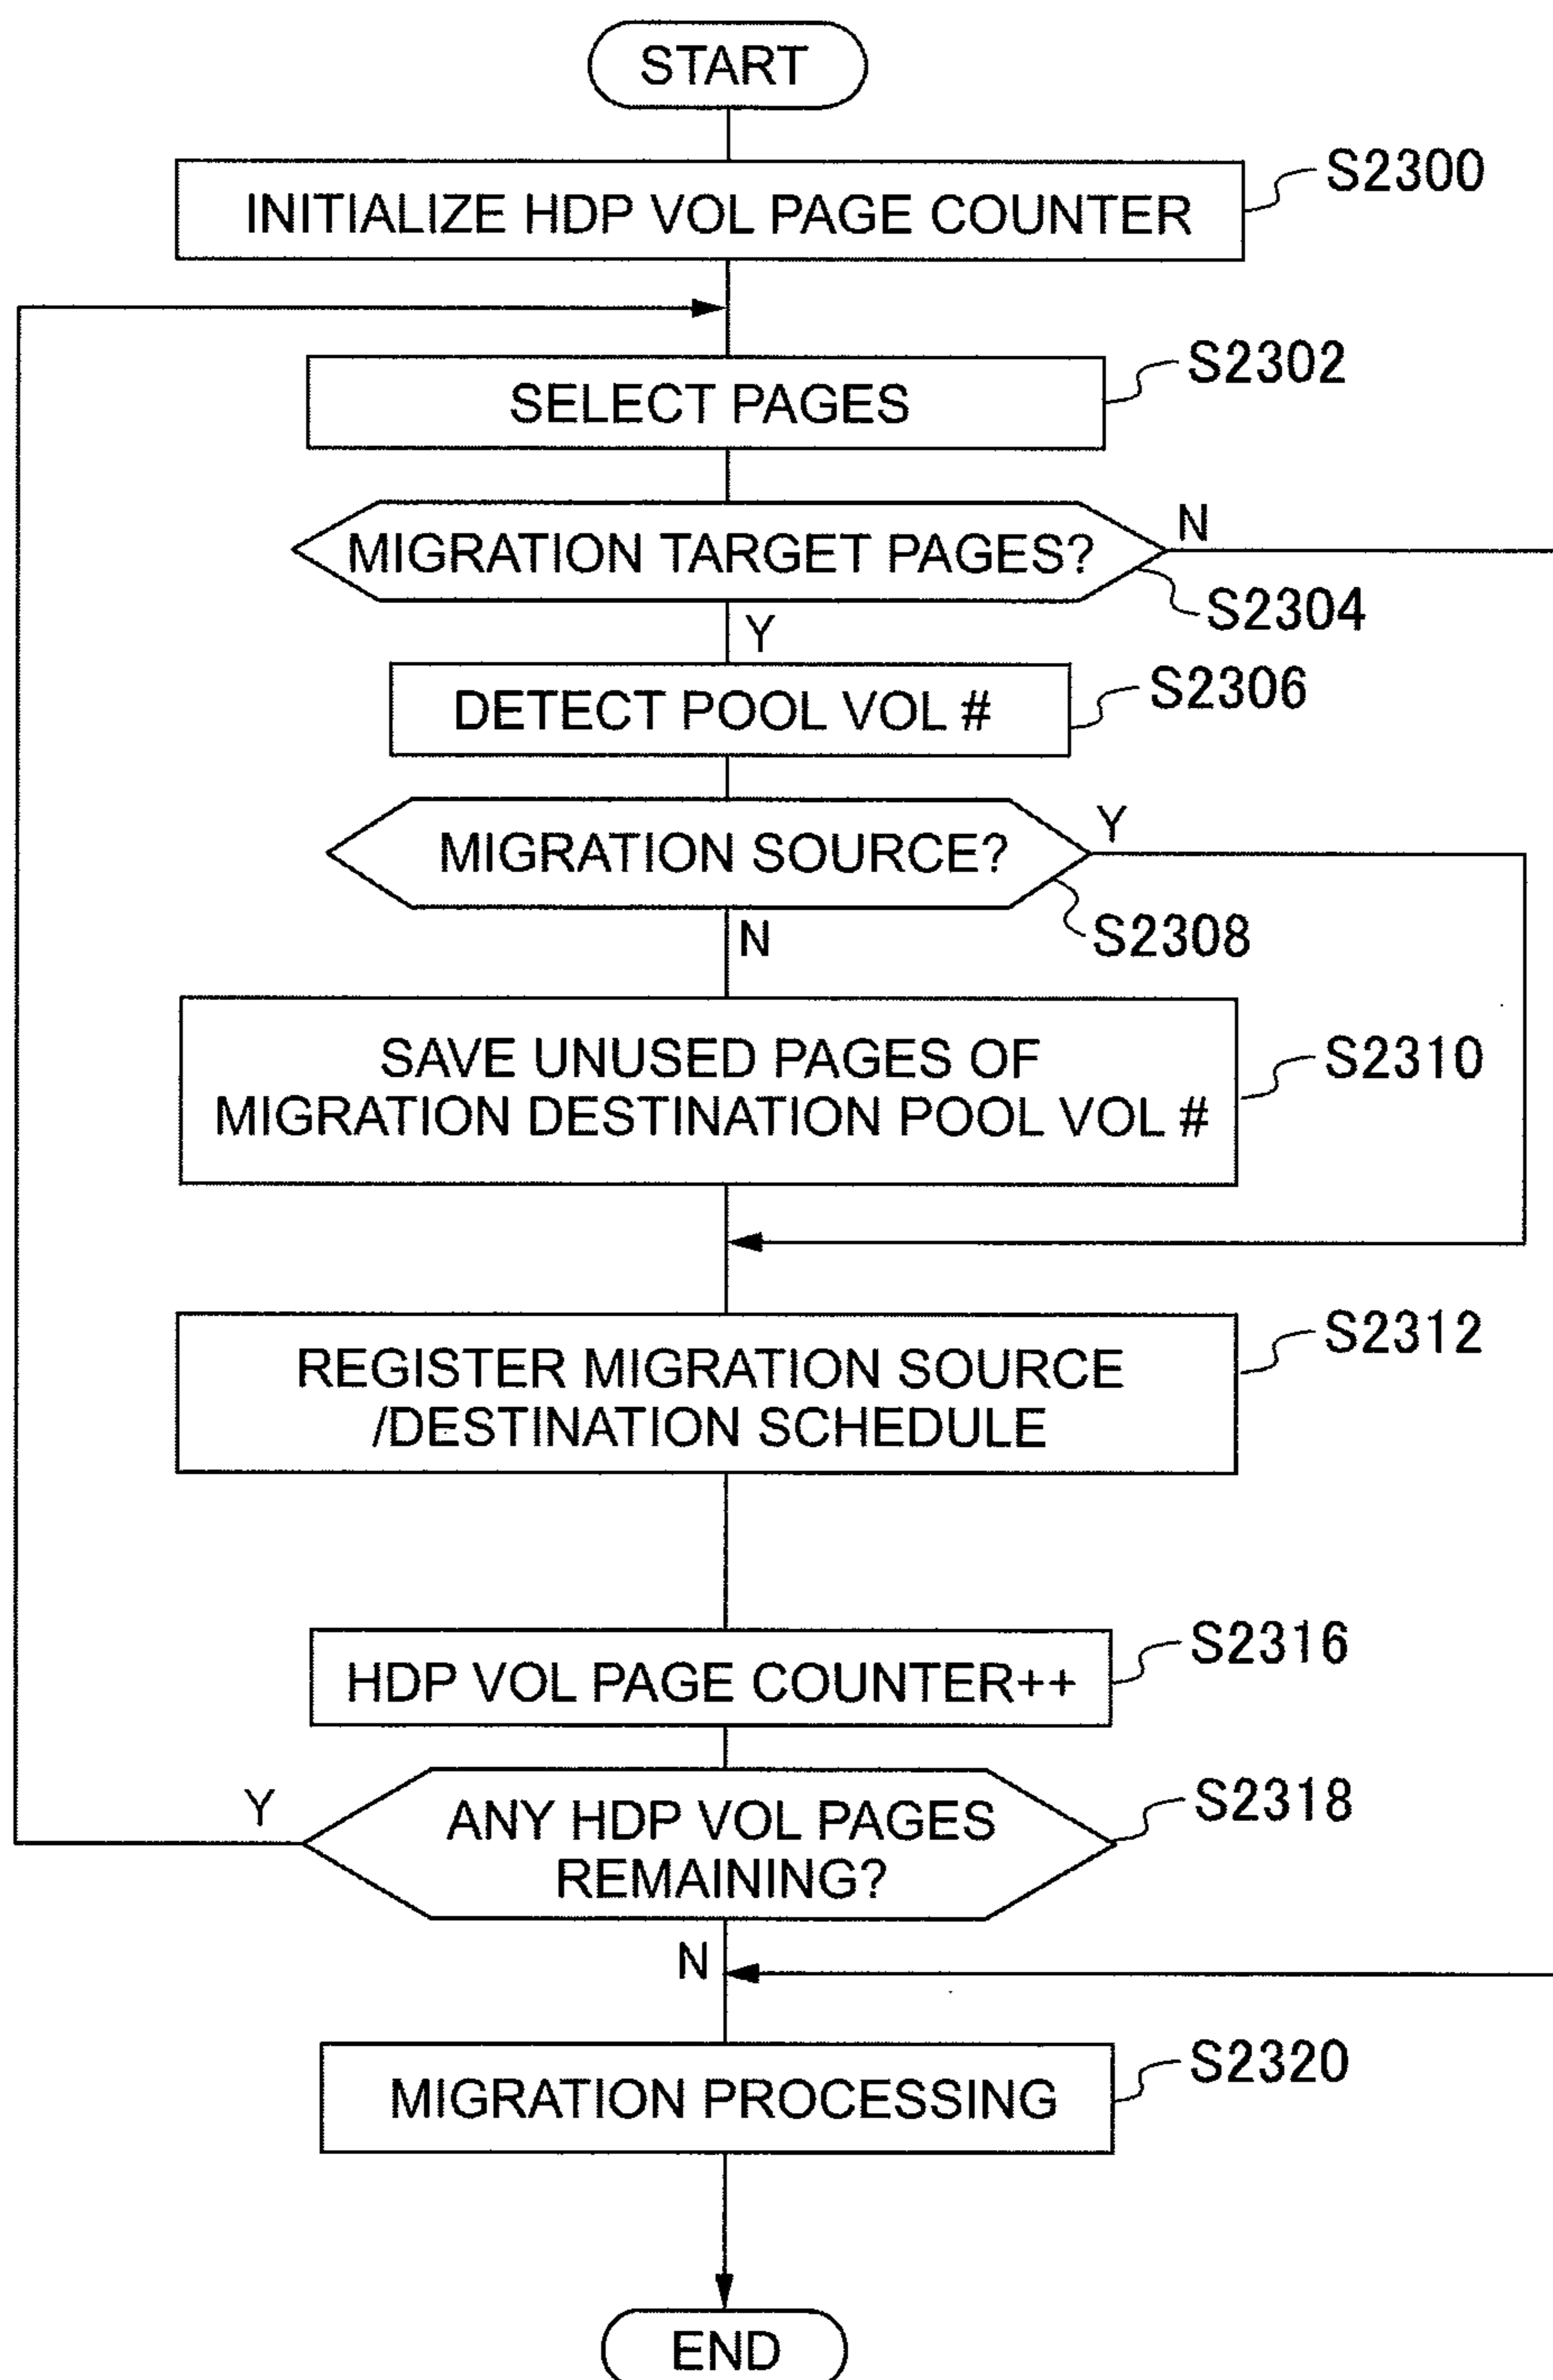 START
INITIALIZE HDP VOL PAGE COUNTER
S2300
SELECT PAGES
S2302
MIGRATION TARGET PAGES?
N
S2304
Y
DETECT POOL VOL #
S2306
MIGRATION SOURCE?
Y
S2308
N
SAVE UNUSED PAGES OF
MIGRATION DESTINATION POOL VOL #
S2310
REGISTER MIGRATION SOURCE
/DESTINATION SCHEDULE
S2312
HDP VOL PAGE COUNTER++
S2316
Y
ANY HDP VOL PAGES
REMAINING?
S2318
N
MIGRATION PROCESSING
S2320
END